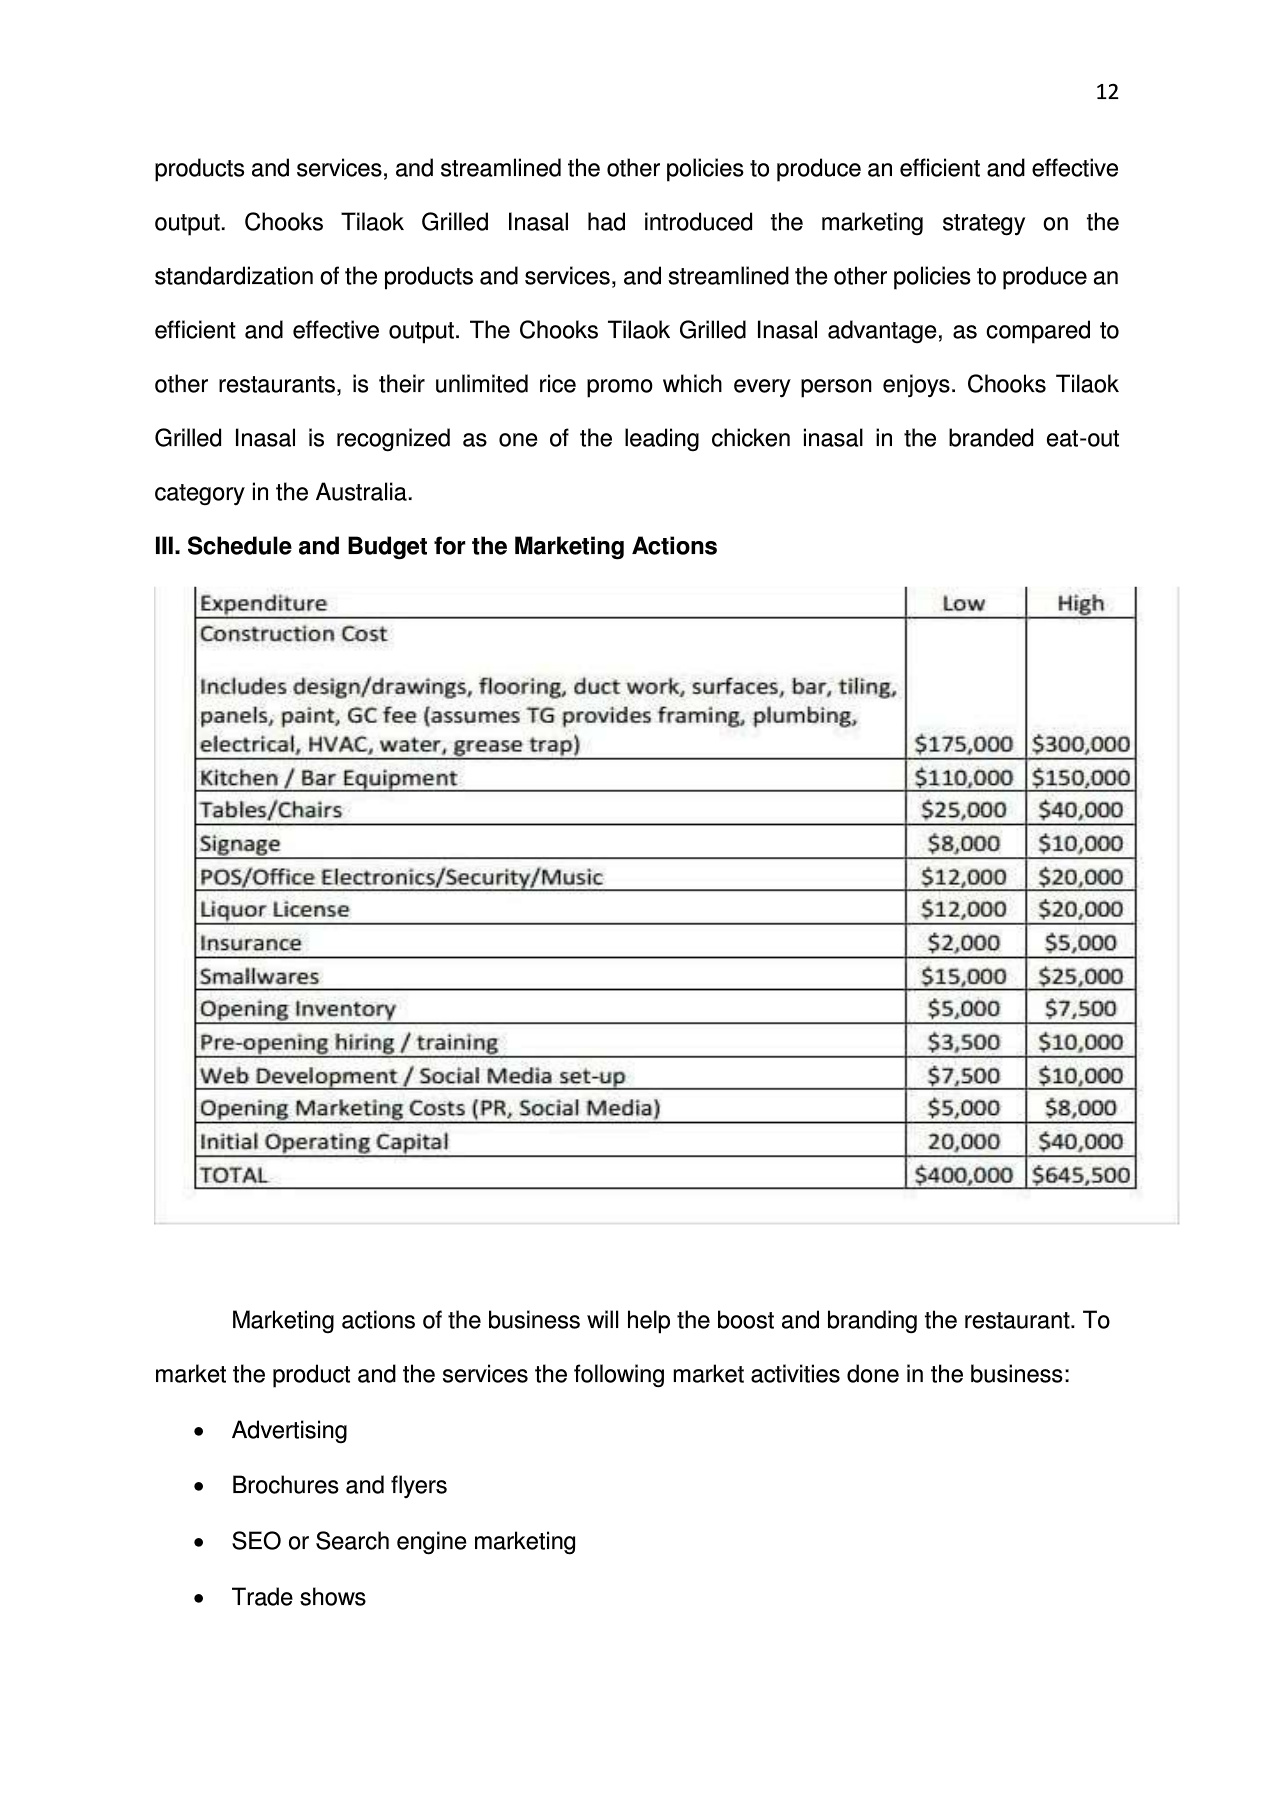 12
products and services, and streamlined the other policies to produce an efficient and effective
output. Chooks Tilaok Grilled Inasal had introduced the marketing strategy on the
standardization of the products and services, and streamlined the other policies to produce an
efficient and effective output. The Chooks Tilaok Grilled Inasal advantage, as compared to
other restaurants, is their unlimited rice promo which every person enjoys. Chooks Tilaok
Grilled Inasal is recognized as one of the leading chicken inasal in the branded eat-out
category in the Australia.
III. Schedule and Budget for the Marketing Actions
Expenditure Low High
Construction Cost
Includes design/drawings, flooring, duct work, surfaces, bar, tiling,
panels, paint, GC fee (assumes TG provides framing, plumbing,
electrical, HVAC, water, grease trap) $175,000 $300,000
Kitchen / Bar Equipment $110,000 $150,000
Tables/Chairs $25,000 $40,000
Signage $8,000 $10,000
POS/Office Electronics/Security/Music $12,000 $20,000
Liquor License $12,000 $20,000
Insurance $2,000 $5,000
Smallwares $15,000 $25,000
Opening Inventory $5,000 $7,500
Pre-opening hiring / training $3,500 $10,000
Web Development / Social Media set-up $7,500 $10,000
Opening Marketing Costs (PR, Social Media) $5,000 $8,000
Initial Operating Capital 20,000 $40,000
TOTAL $400,000 $645,500
Marketing actions of the business will help the boost and branding the restaurant. To
market the product and the services the following market activities done in the business:
• Advertising
• Brochures and flyers
• SEO or Search engine marketing
• Trade shows